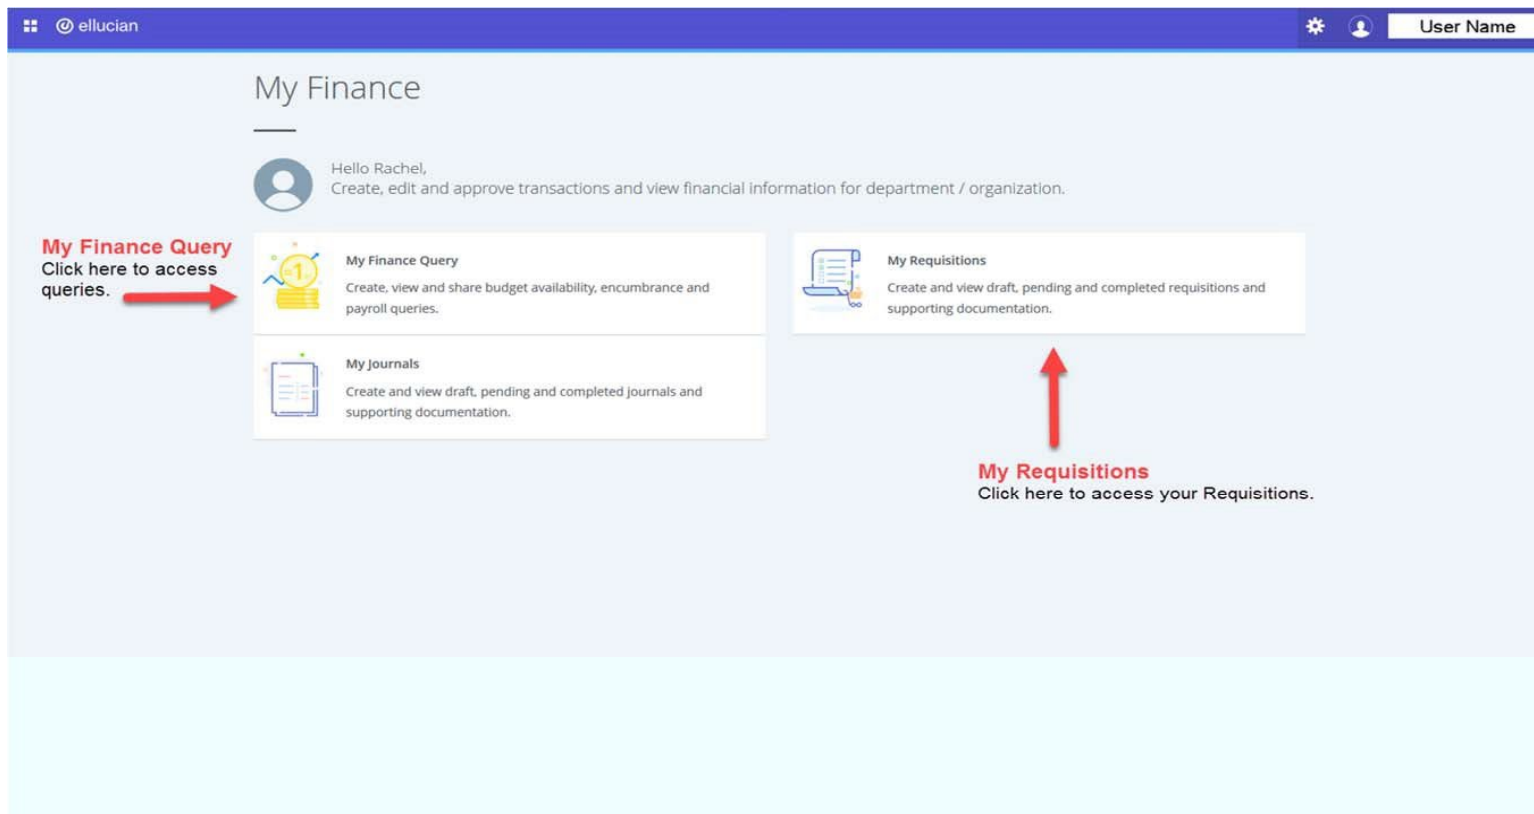 ellucian
User Name
My Finance
Hello Rachel,
Create, edit and approve transactions and view financial information for department / organization.
My Finance Query
Click here to access
queries.
My Finance Query
Create, view and share budget availability, encumbrance and
payroll queries.
My Requisitions
Create and view draft, pending and completed requisitions and
supporting documentation.
My Journals
Create and view draft, pending and completed journals and
supporting documentation.
My Requisitions
Click here to access your Requisitions.